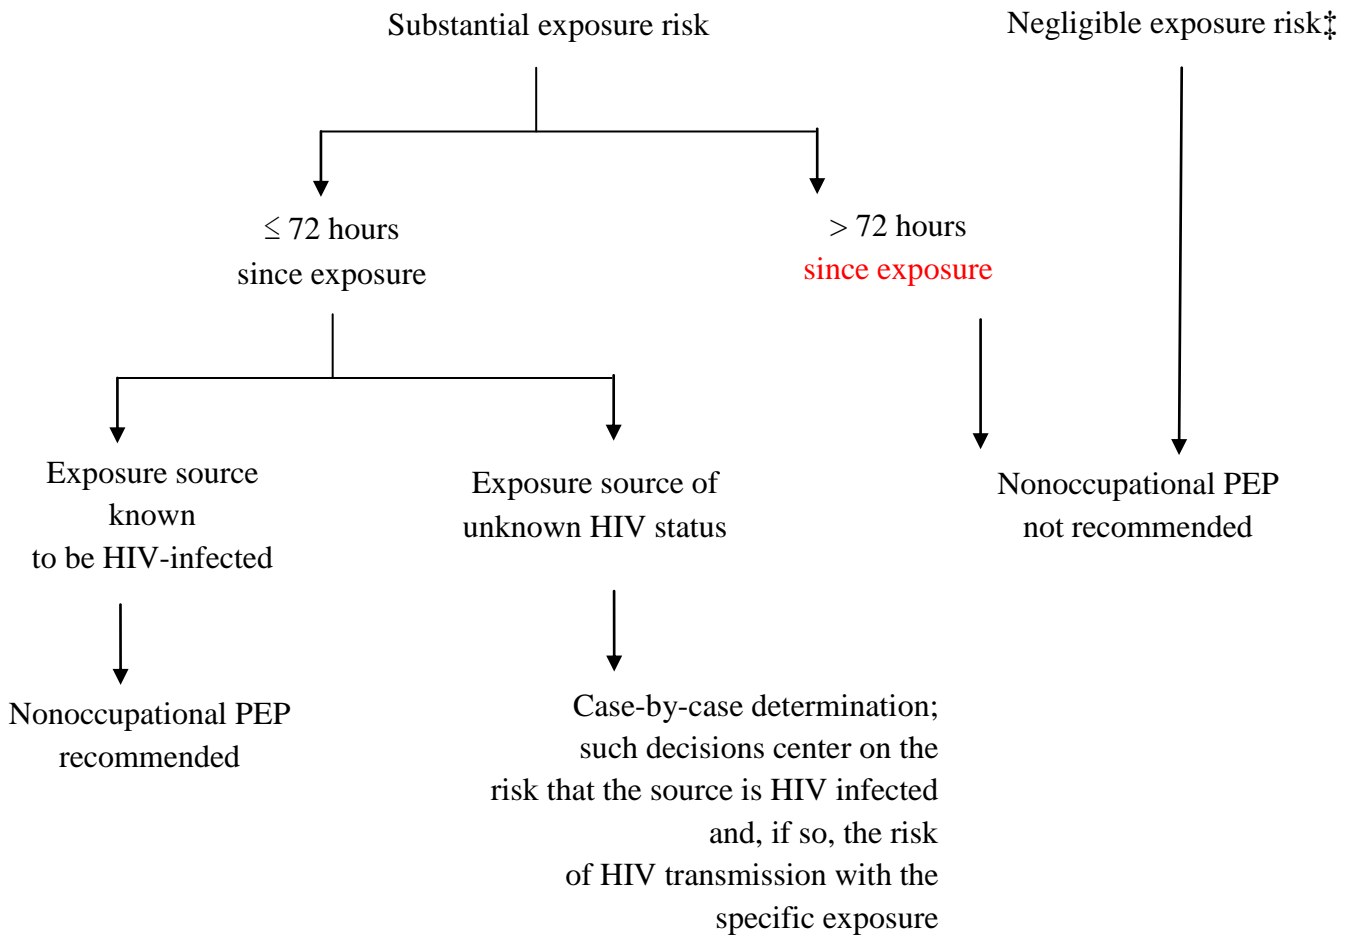 Substantial exposure risk
Negligible exposure risk‡
≤ 72 hours
since exposure
> 72 hours
since exposure
Exposure source
known
to be HIV-infected
Exposure source of
unknown HIV status
Nonoccupational PEP
not recommended
Nonoccupational PEP
recommended
Case-by-case determination;
such decisions center on the
risk that the source is HIV infected
and, if so, the risk
of HIV transmission with the
specific exposure